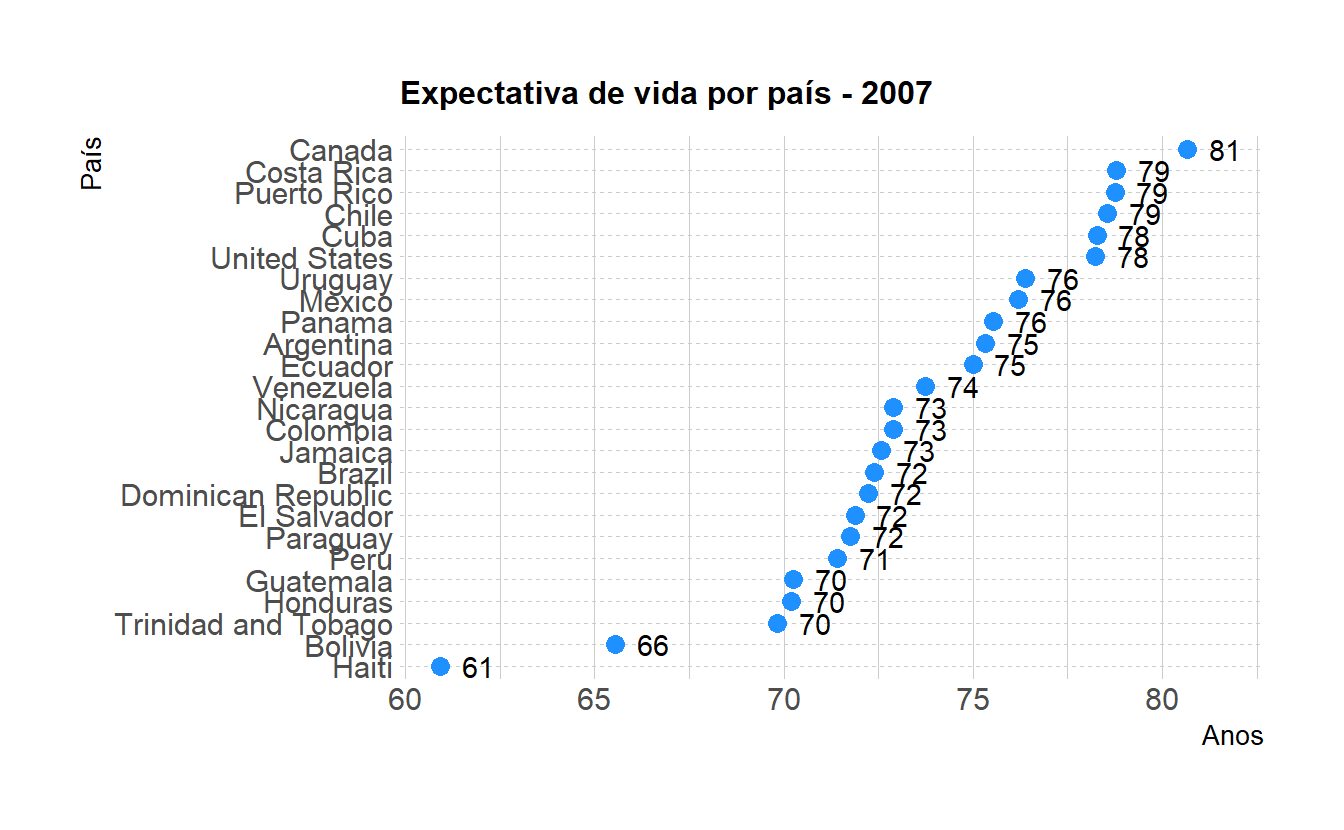 Expectativa de vida por país - 2007
País
Canada 81
Costa Rica 79
Puerto Rico 79
Chile 79
Cuba 78
United States 78
Uruguay 76
Mexico 76
Panama 76
Argentina 75
Ecuador 75
Venezuela 74
Nicaragua 73
Colombia 73
Jamaica 73
Brazil 72
Dominican Republic 72
El Salvador 72
Paraguay 72
Peru 71
Guatemala 70
Honduras 70
Trinidad and Tobago 70
Bolivia 66
Haiti 61
60 65 70 75 80
Anos